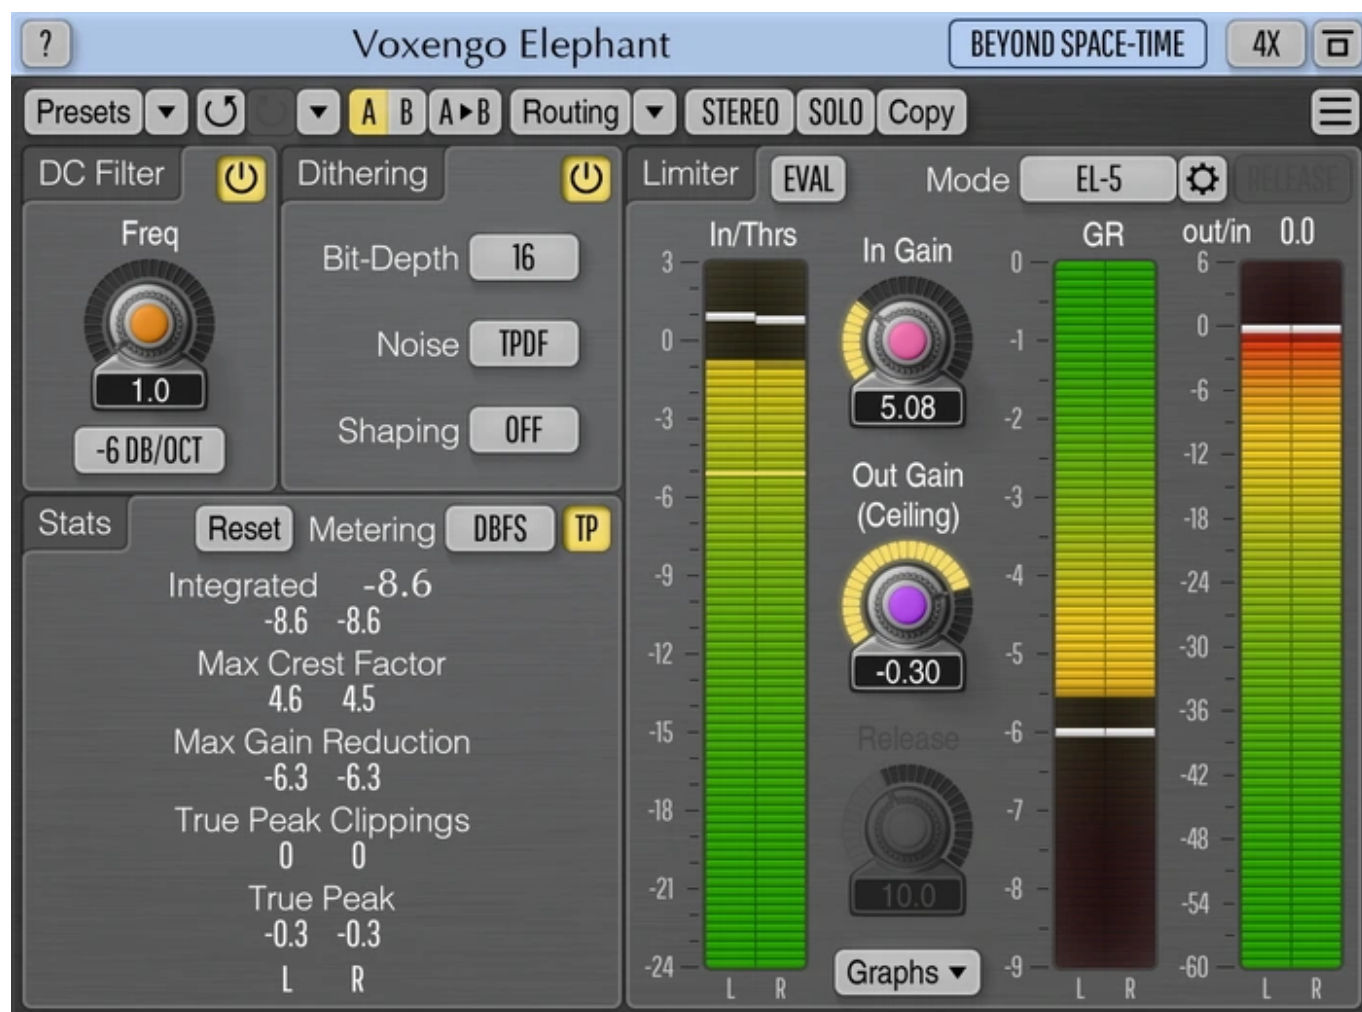 ? Voxengo Elephant BEYOND SPACE-TIME 4X
Presets A B A▶B Routing STEREO SOLO Copy
DC Filter
Freq
1.0
-6 DB/OCT
Dithering
Bit-Depth 16
Noise TPDF
Shaping OFF
Stats Reset Metering DBFS TP
Integrated -8.6
-8.6 -8.6
Max Crest Factor
4.6 4.5
Max Gain Reduction
-6.3 -6.3
True Peak Clippings
0 0
True Peak
-0.3 -0.3
L R
Limiter EVAL Mode EL-5 RELEASE
In/Thrs
3
0
-3
-6
-9
-12
-15
-18
-21
-24
L R
In Gain
5.08
Out Gain
(Ceiling)
-0.30
Release
10.0
Graphs
GR
0
-1
-2
-3
-4
-5
-6
-7
-8
-9
L R
out/in 0.0
6
0
-6
-12
-18
-24
-30
-36
-42
-48
-54
-60
L R